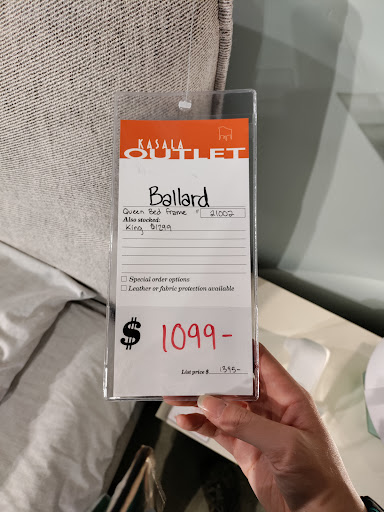 KASALA
OUTLET
Ballard
Queen Bed Frame # 21002
Also stocked:
King $1299
Special order options
Leather or fabric protection available
$ 1099-
List price $ 1395-